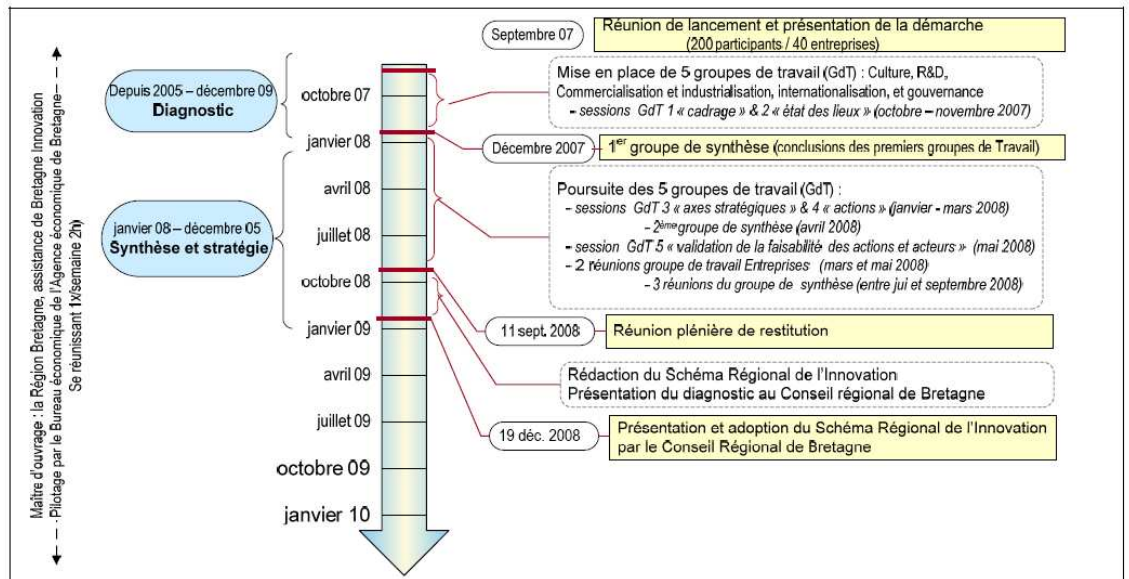 Maître d'ouvrage : la Région Bretagne, assistance de Bretagne Innovation
Pilotage par le Bureau économique de l'Agence économique de Bretagne
Se réunissant 1x/semaine 2h)
Depuis 2005 – décembre 09
Diagnostic
janvier 08 – décembre 05
Synthèse et stratégie
octobre 07
janvier 08
avril 08
juillet 08
octobre 08
janvier 09
avril 09
juillet 09
octobre 09
janvier 10
Septembre 07
Réunion de lancement et présentation de la démarche
(200 participants / 40 entreprises)
Mise en place de 5 groupes de travail (GdT) : Culture, R&D,
Commercialisation et industrialisation, internationalisation, et gouvernance
– sessions GdT 1 « cadrage » & 2 « état des lieux » (octobre – novembre 2007)
Décembre 2007
1er groupe de synthèse (conclusions des premiers groupes de Travail)
Poursuite des 5 groupes de travail (GdT) :
– sessions GdT 3 « axes stratégiques » & 4 « actions » (janvier - mars 2008)
– 2ème groupe de synthèse (avril 2008)
– session GdT 5 « validation de la faisabilité des actions et acteurs » (mai 2008)
– 2 réunions groupe de travail Entreprises (mars et mai 2008)
– 3 réunions du groupe de synthèse (entre jui et septembre 2008)
11 sept. 2008
Réunion plénière de restitution
Rédaction du Schéma Régional de l'Innovation
Présentation du diagnostic au Conseil régional de Bretagne
19 déc. 2008
Présentation et adoption du Schéma Régional de l'Innovation
par le Conseil Régional de Bretagne